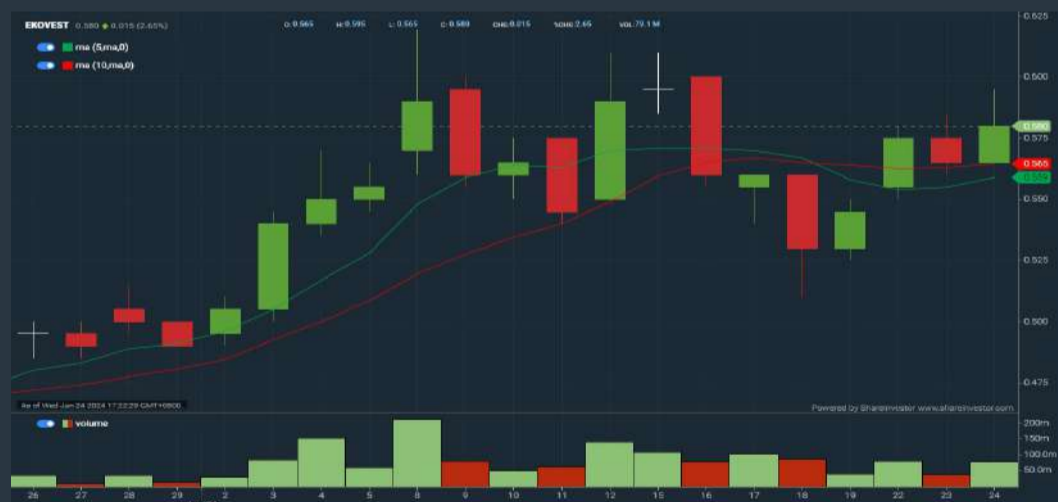 EKOVEST 0.580 0.015 (2.65%) O: 0.565 H: 0.595 L: 0.565 C: 0.580 CHG: 0.015 %CHG: 2.65 VOL: 79.1 M
ma (5,ma,0)
ma (10,ma,0)
0.625
0.600
0.580
0.575
0.565
0.559
0.550
0.525
0.500
0.475
As of Wed Jan 24 2024 17:22:29 GMT+0800
Powered by ShareInvestor www.shareinvestor.com
volume
200m
150m
100.0m
50.0m
26 27 28 29 2 3 4 5 8 9 10 11 12 15 16 17 18 19 22 23 24